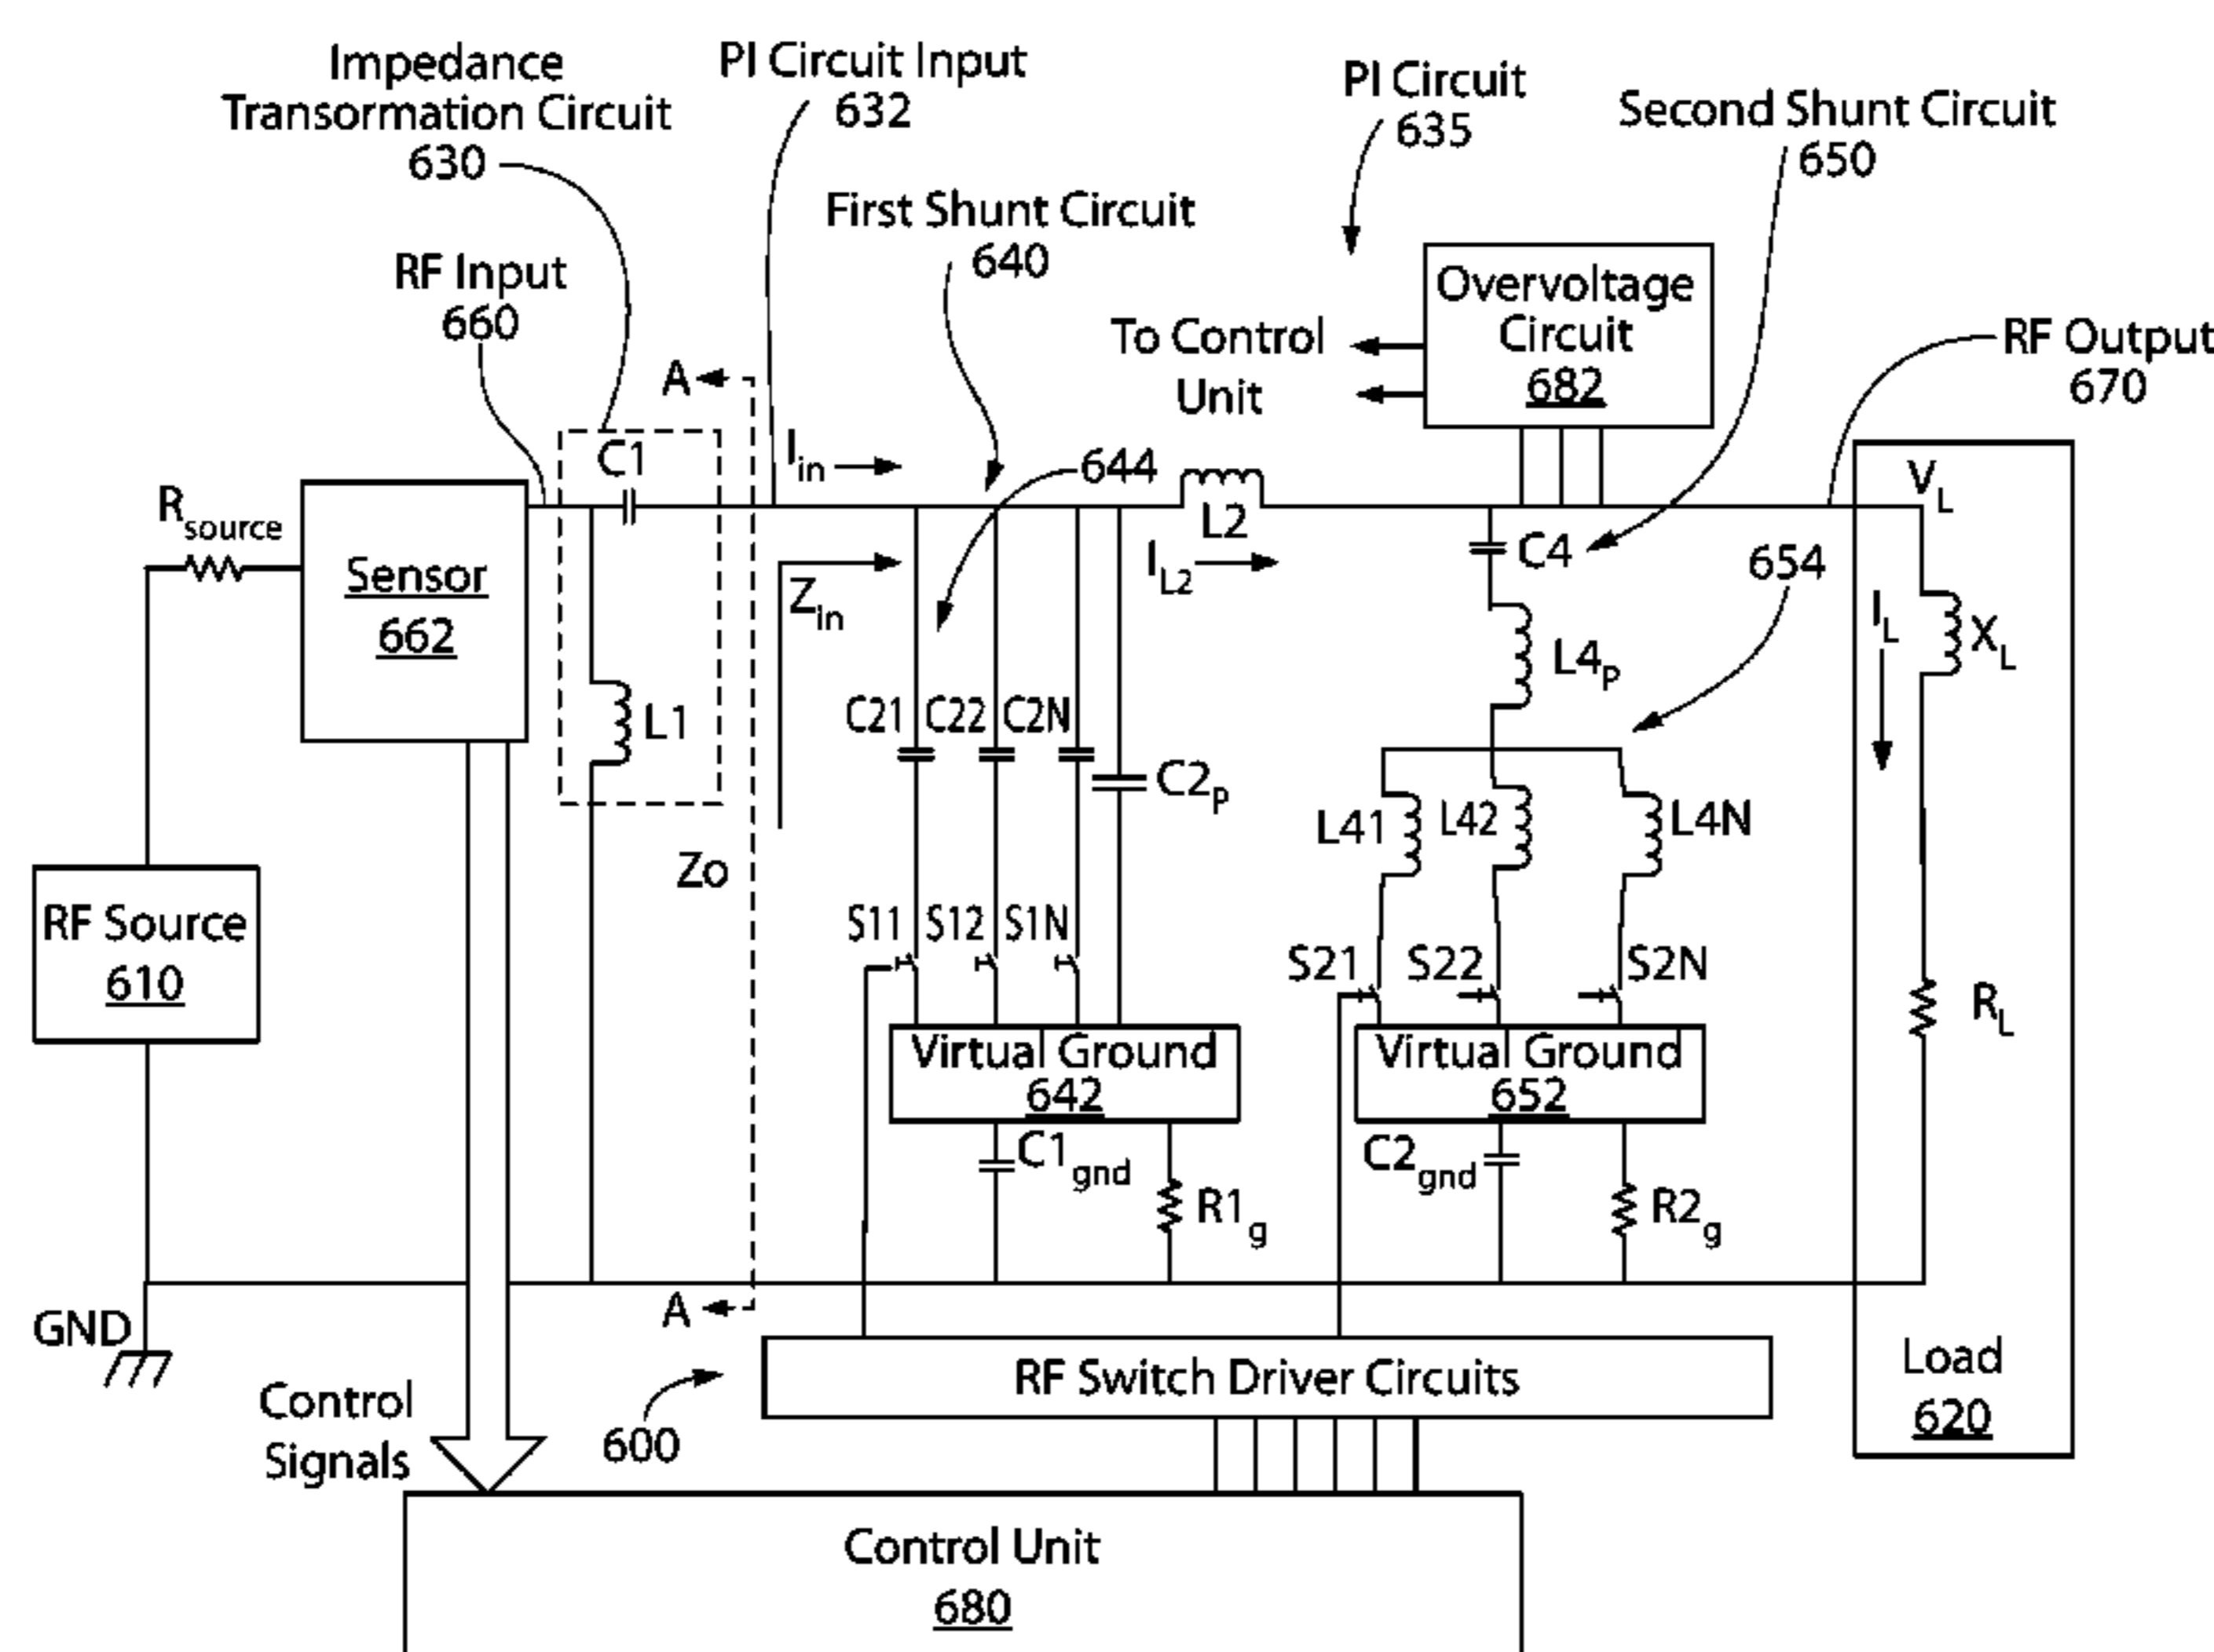 Impedance
Transormation Circuit
630
PI Circuit Input
632
PI Circuit
635
Second Shunt Circuit
650
First Shunt Circuit
640
RF Input
660
Overvoltage
Circuit
682
To Control
Unit
RF Output
670
A
C1
Iin
644
VL
Rsource
L2
Sensor
662
Zin
IL2
C4
654
IL
XL
L4p
L1
C21
C22
C2N
C2p
L41
L42
L4N
Zo
RF Source
610
S11
S12
S1N
S21
S22
S2N
RL
Virtual Ground
642
Virtual Ground
652
C1gnd
R1g
C2gnd
R2g
A
GND
Load
620
RF Switch Driver Circuits
Control
Signals
600
Control Unit
680